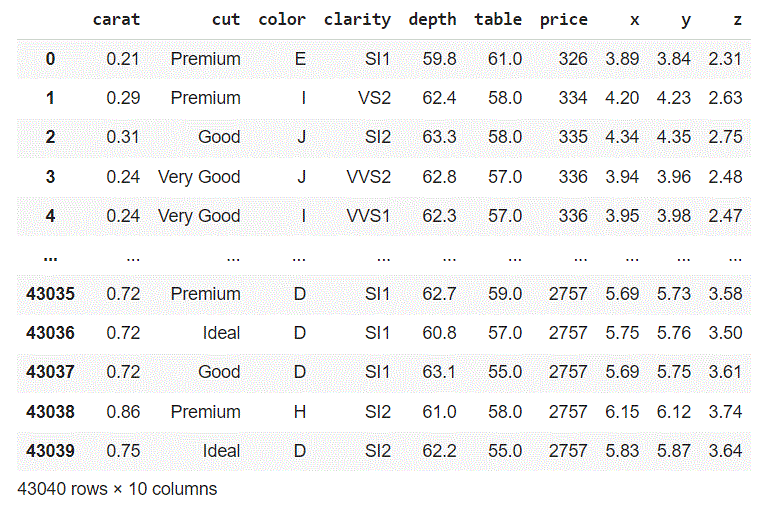 carat cut color clarity depth table price x y z
0 0.21 Premium E SI1 59.8 61.0 326 3.89 3.84 2.31
1 0.29 Premium I VS2 62.4 58.0 334 4.20 4.23 2.63
2 0.31 Good J SI2 63.3 58.0 335 4.34 4.35 2.75
3 0.24 Very Good J VVS2 62.8 57.0 336 3.94 3.96 2.48
4 0.24 Very Good I VVS1 62.3 57.0 336 3.95 3.98 2.47
... ... ... ... ... ... ... ... ... ... ...
43035 0.72 Premium D SI1 62.7 59.0 2757 5.69 5.73 3.58
43036 0.72 Ideal D SI1 60.8 57.0 2757 5.75 5.76 3.50
43037 0.72 Good D SI1 63.1 55.0 2757 5.69 5.75 3.61
43038 0.86 Premium H SI2 61.0 58.0 2757 6.15 6.12 3.74
43039 0.75 Ideal D SI2 62.2 55.0 2757 5.83 5.87 3.64
43040 rows × 10 columns